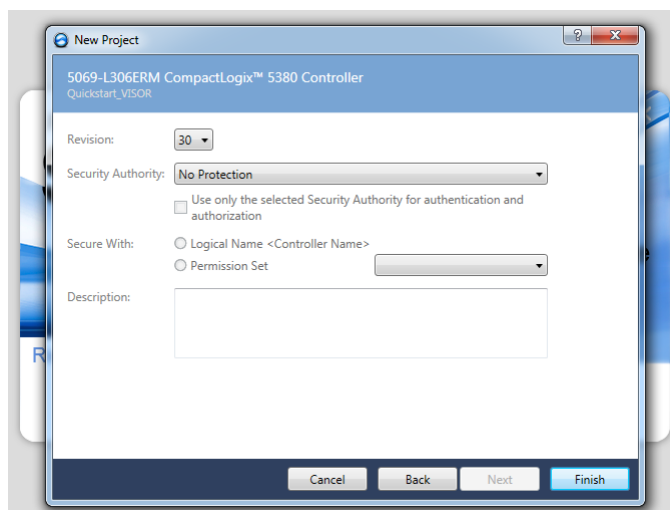 New Project
?
X
5069-L306ERM CompactLogix™ 5380 Controller
Quickstart_VISOR
Revision:
30
Security Authority:
No Protection
Use only the selected Security Authority for authentication and
authorization
Secure With:
Logical Name <Controller Name>
Permission Set
Description:
R
e
Cancel
Back
Next
Finish